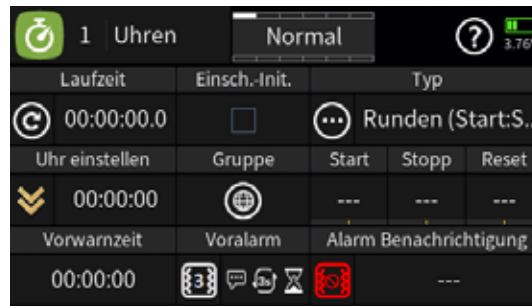 1 Uhren Normal ? 3.76
Laufzeit Einsch.-Init. Typ
00:00:00.0 Runden (Start:S..
Uhr einstellen Gruppe Start Stopp Reset
00:00:00 --- --- ---
Vorwarnzeit Voralarm Alarm Benachrichtigung
00:00:00 3 3s ---